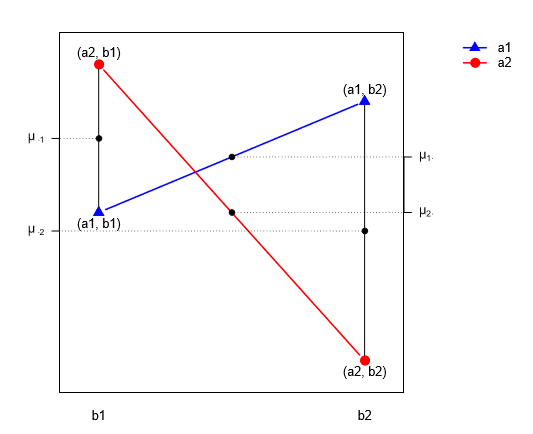 a1
a2
(a2, b1)
(a1, b2)
μ.1
μ1.
(a1, b1)
μ2.
μ.2
(a2, b2)
b1 b2